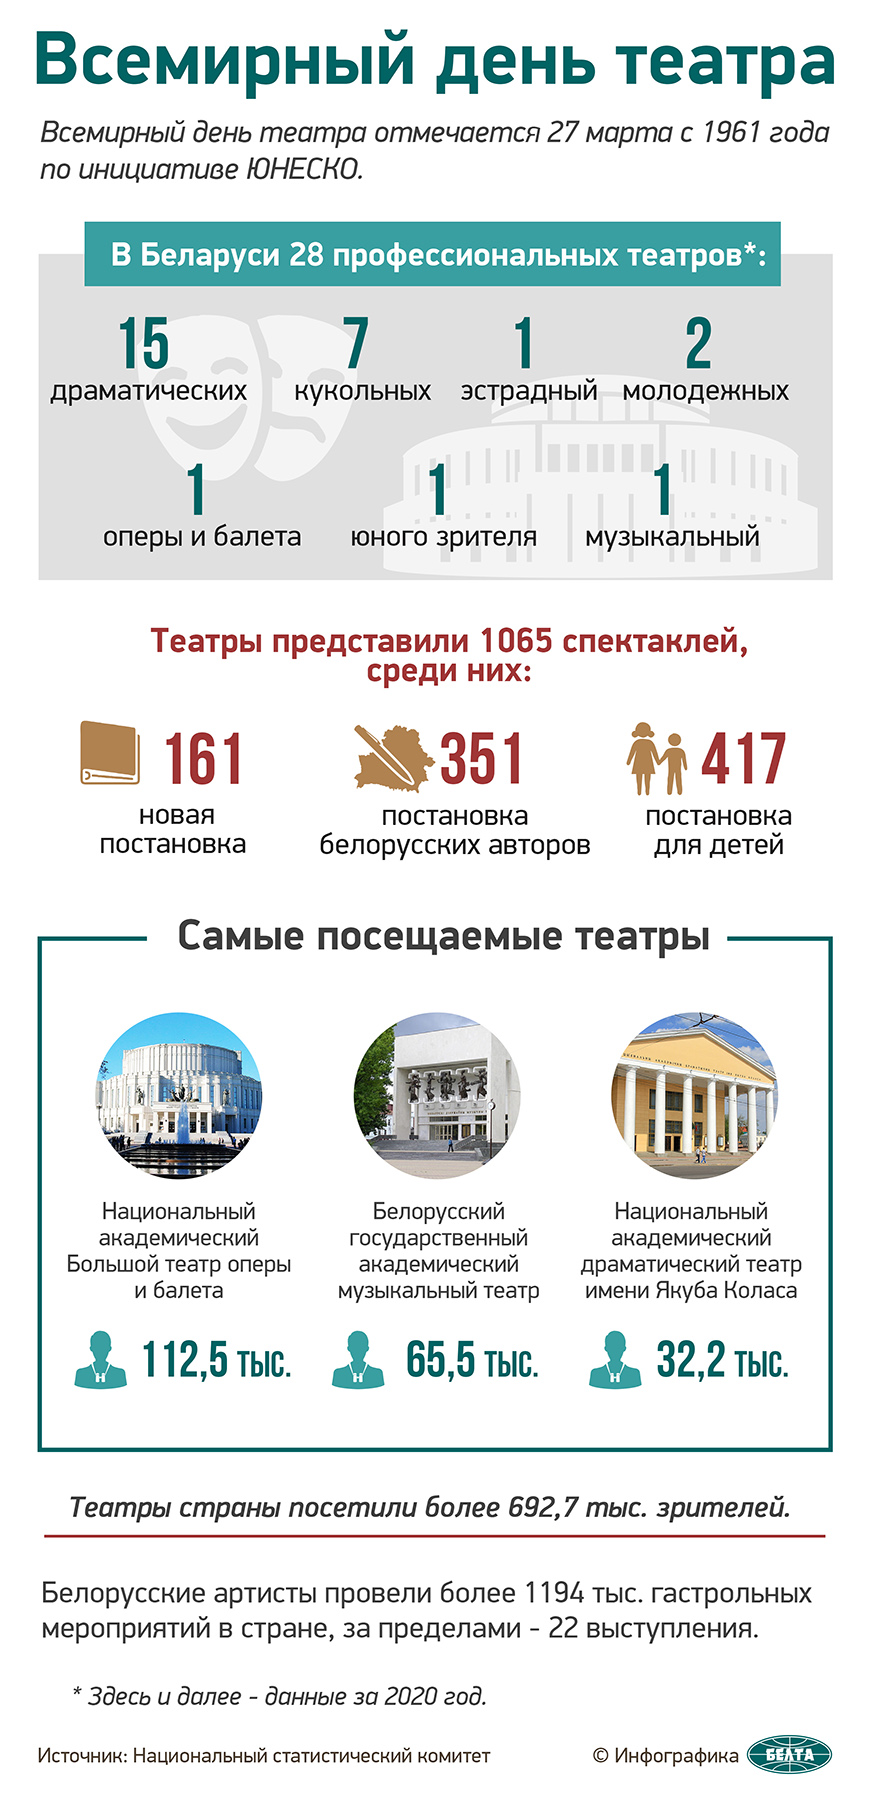 Всемирный день театра
Всемирный день театра отмечается 27 марта с 1961 года
по инициативе ЮНЕСКО.
В Беларуси 28 профессиональных театров*:
15 7 1 2
драматических кукольных эстрадный молодежных
1 1 1
оперы и балета юного зрителя музыкальный
Театры представили 1065 спектаклей,
среди них:
161 351 417
новая постановка постановка
постановка белорусских авторов для детей
Самые посещаемые театры
Национальный
академический
Большой театр оперы
и балета
Белорусский
государственный
академический
музыкальный театр
Национальный
академический
драматический театр
имени Якуба Коласа
Н 112,5 тыс. Н 65,5 тыс. Н 32,2 тыс.
Театры страны посетили более 692,7 тыс. зрителей.
Белорусские артисты провели более 1194 тыс. гастрольных
мероприятий в стране, за пределами - 22 выступления.
* Здесь и далее - данные за 2020 год.
Источник: Национальный статистический комитет © Инфографика БЕЛТА